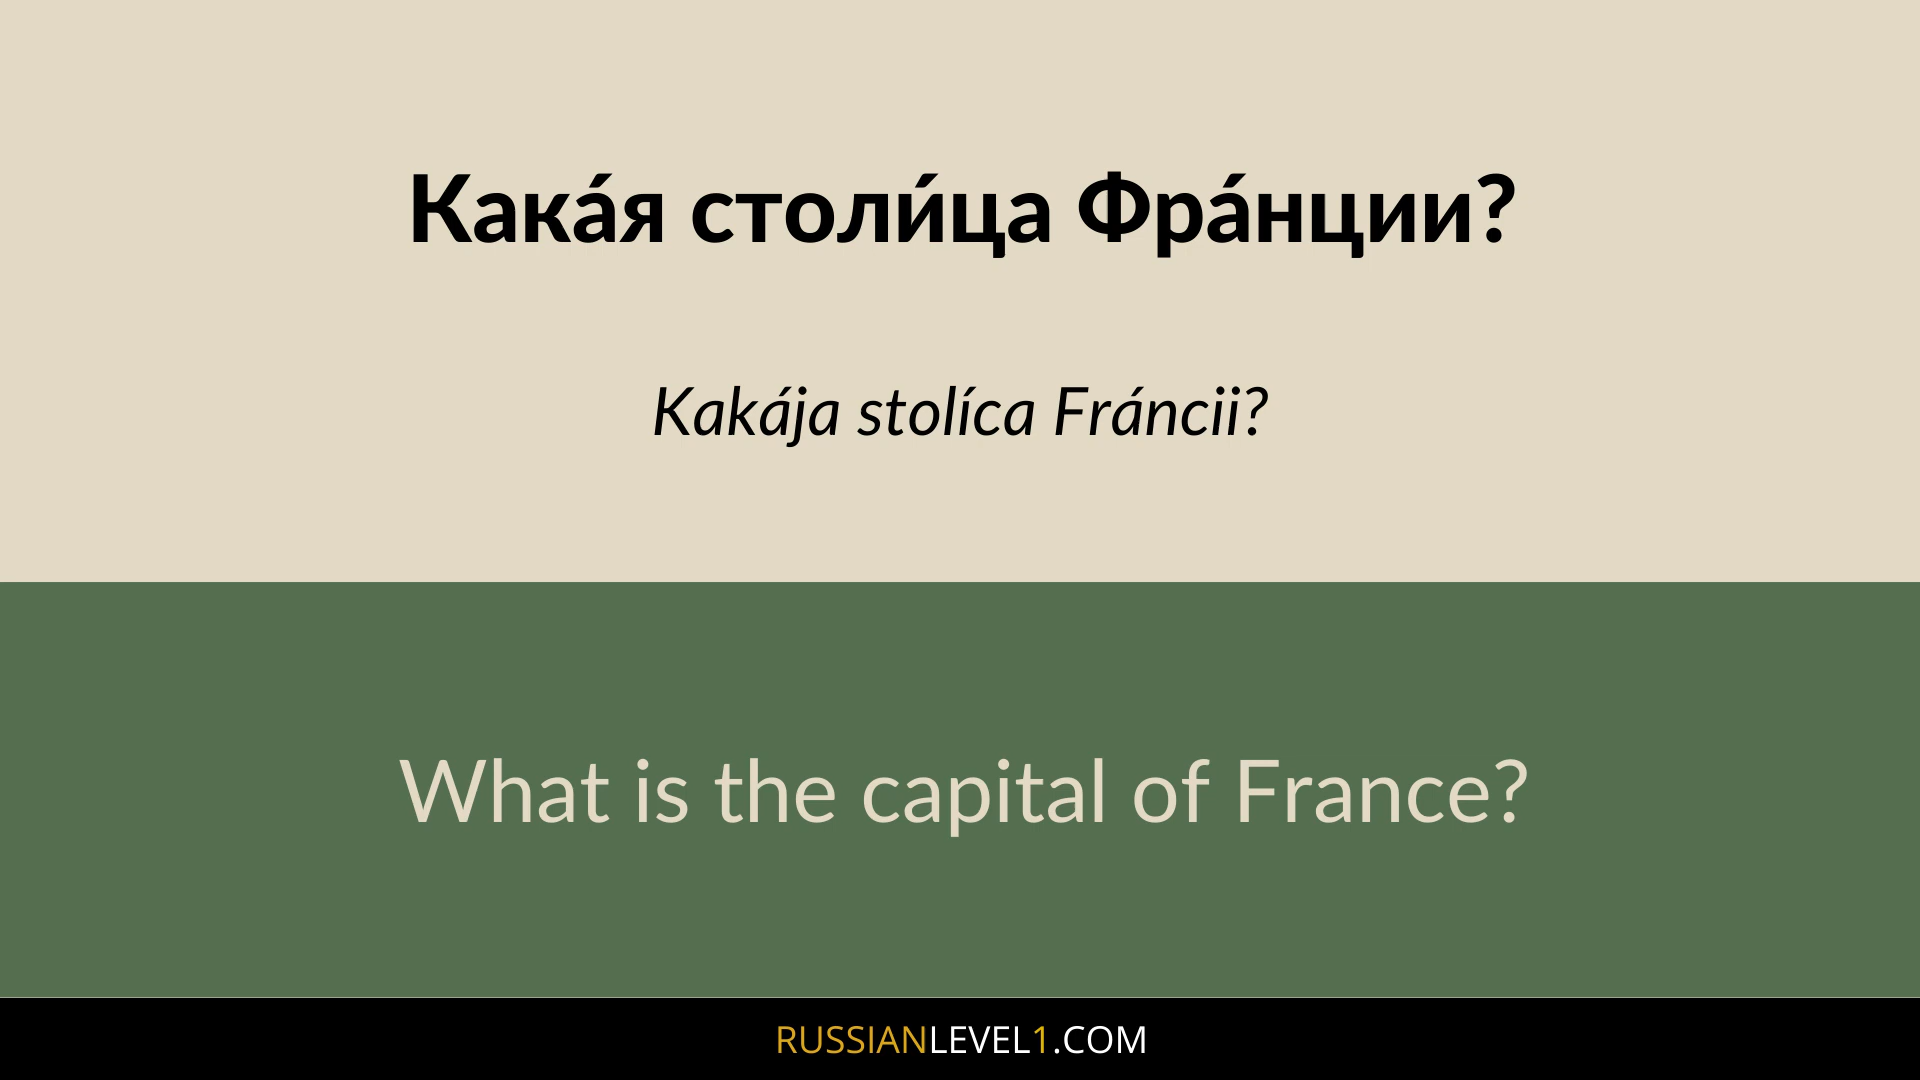 Кака́я столи́ца Фра́нции?
Kakája stolíca Fráncii?
What is the capital of France?
RUSSIANLEVEL1.COM